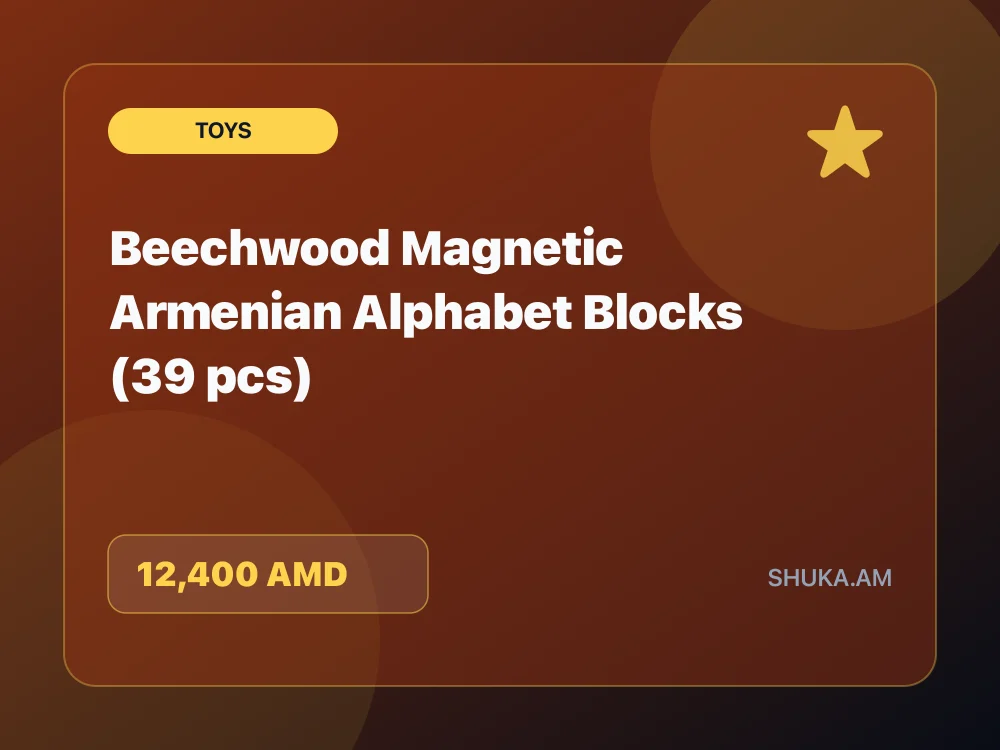 TOYS
Beechwood Magnetic
Armenian Alphabet Blocks
(39 pcs)
12,400 AMD
SHUKA.AM